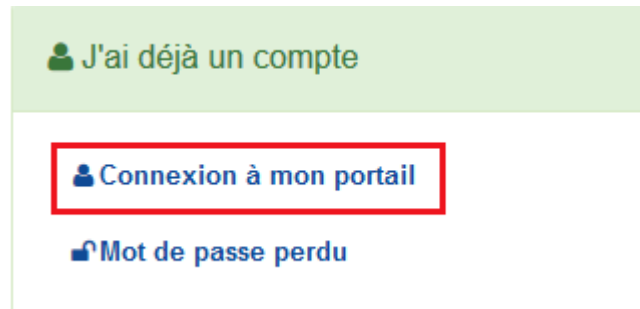 J'ai déjà un compte
Connexion à mon portail
Mot de passe perdu